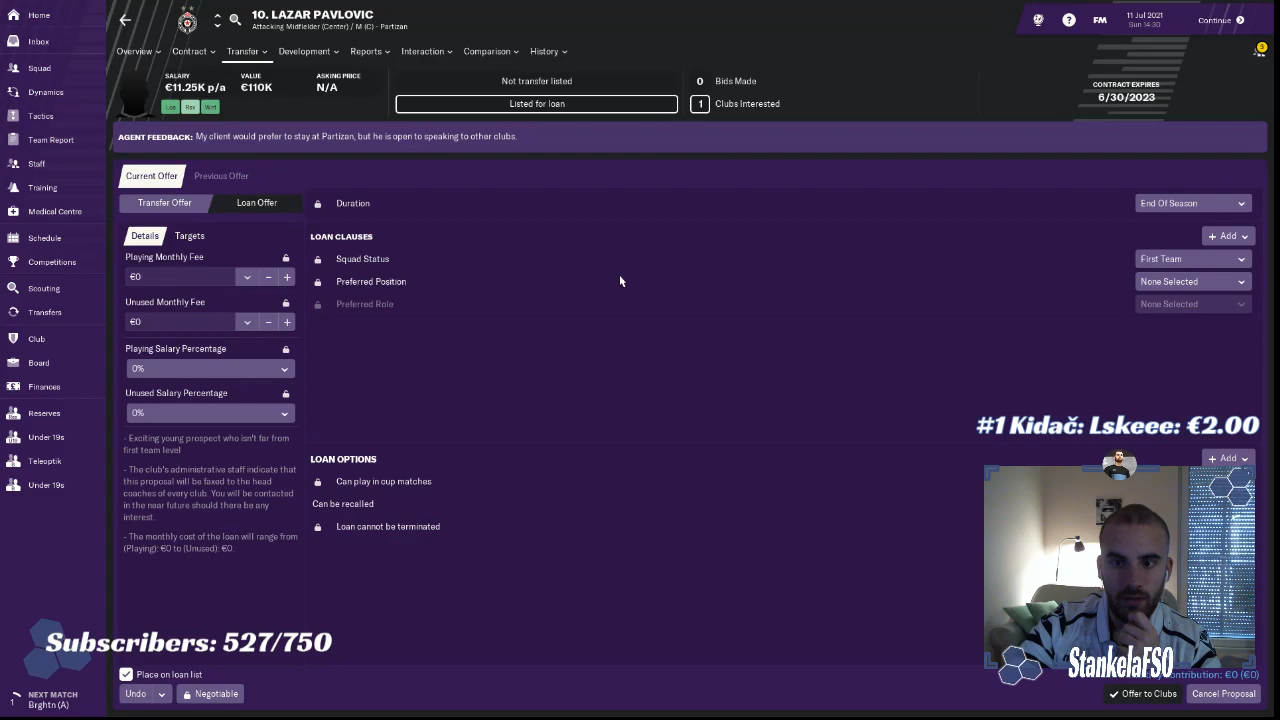 Home
Inbox
Squad
Dynamics
Tactics
Team Report
Staff
Training
Medical Centre
Schedule
Competitions
Scouting
Transfers
Club
Board
Finances
Reserves
Under 19s
Teleoptik
Under 19s
NEXT MATCH
Brghtn (A)
10. LAZAR PAVLOVIC
Attacking Midfielder (Center) / M (C) - Partizan
FM
11 Jul 2021
Sun 14:30
Continue
Overview
Contract
Transfer
Development
Reports
Interaction
Comparison
History
3
SALARY
€11.25K p/a
VALUE
€110K
ASKING PRICE
N/A
Loa
Rsv
Wnt
Not transfer listed
Listed for loan
0 Bids Made
1 Clubs Interested
CONTRACT EXPIRES
6/30/2023
AGENT FEEDBACK: My client would prefer to stay at Partizan, but he is open to speaking to other clubs.
Current Offer
Previous Offer
Transfer Offer
Loan Offer
Details
Targets
Playing Monthly Fee
€0
Unused Monthly Fee
€0
Playing Salary Percentage
0%
Unused Salary Percentage
0%
- Exciting young prospect who isn't far from
first team level
- The club's administrative staff indicate that
this proposal will be faxed to the head
coaches of every club. You will be contacted
in the near future should there be any
interest.
- The monthly cost of the loan will range from
(Playing): €0 to (Unused): €0.
Duration
End Of Season
LOAN CLAUSES
Add
Squad Status
First Team
Preferred Position
None Selected
Preferred Role
None Selected
#1 Kidač: Lskeee: €2.00
LOAN OPTIONS
Add
Can play in cup matches
Can be recalled
Loan cannot be terminated
Subscribers: 527/750
StankelaFSO
Contribution: €0 (€0)
Place on loan list
Undo
Negotiable
Offer to Clubs
Cancel Proposal